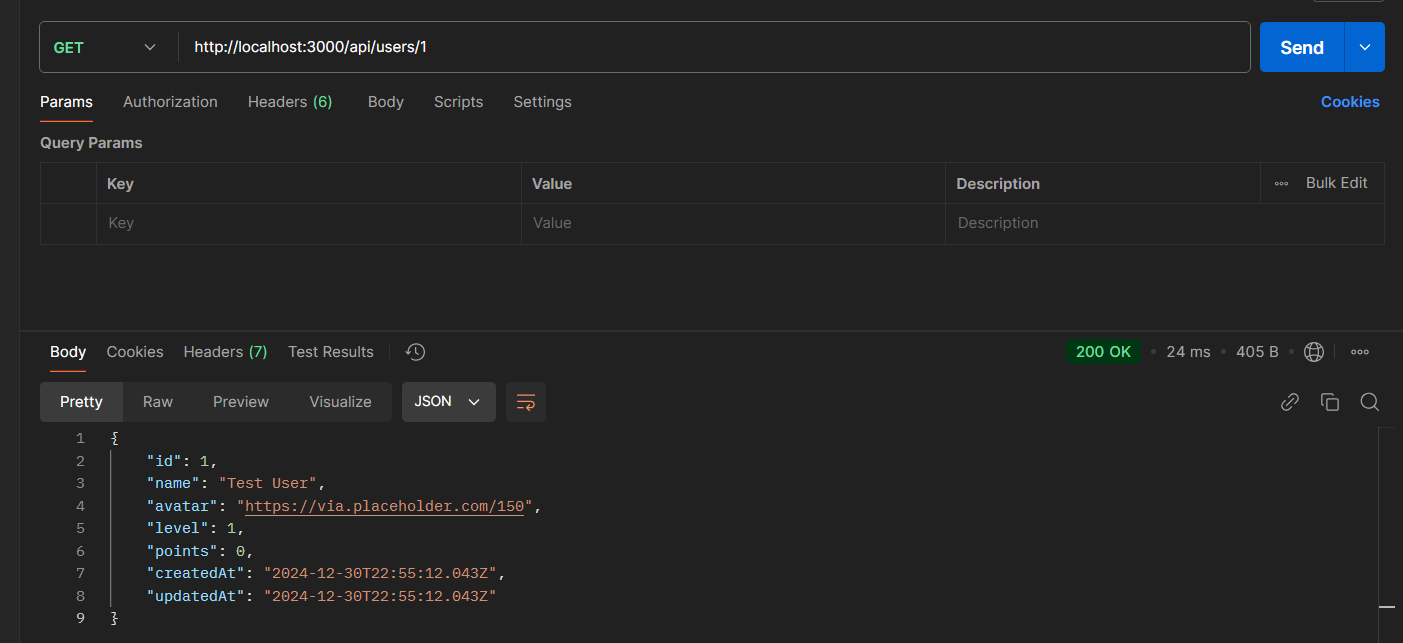 GET http://localhost:3000/api/users/1 Send
Params Authorization Headers (6) Body Scripts Settings Cookies
Query Params
Key Value Description Bulk Edit
Key Value Description
Body Cookies Headers (7) Test Results 200 OK 24 ms 405 B
Pretty Raw Preview Visualize JSON
1 {
2 "id": 1,
3 "name": "Test User",
4 "avatar": "https://via.placeholder.com/150",
5 "level": 1,
6 "points": 0,
7 "createdAt": "2024-12-30T22:55:12.043Z",
8 "updatedAt": "2024-12-30T22:55:12.043Z"
9 }